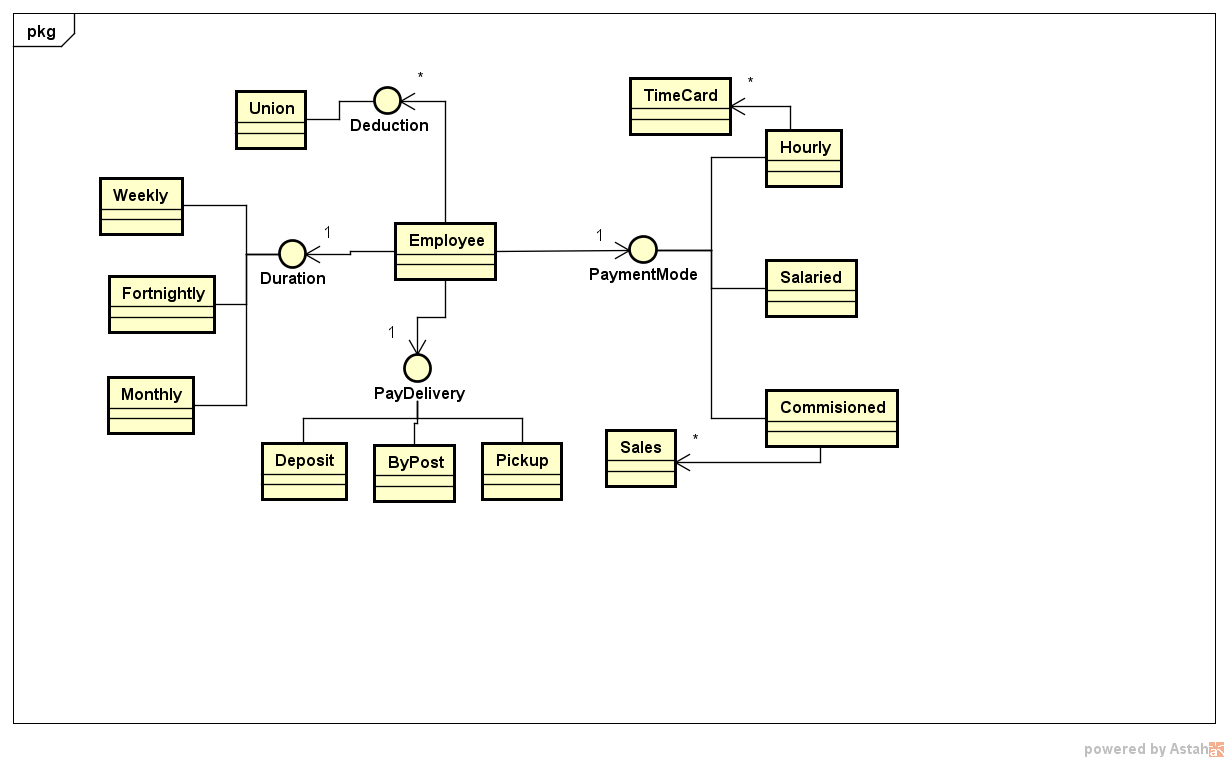 pkg
*
Union
Deduction
*
TimeCard
Hourly
Weekly
1
Employee
1
Duration
PaymentMode
Salaried
Fortnightly
1
PayDelivery
Monthly
Commisioned
Deposit
ByPost
Pickup
Sales
*
powered by Astah